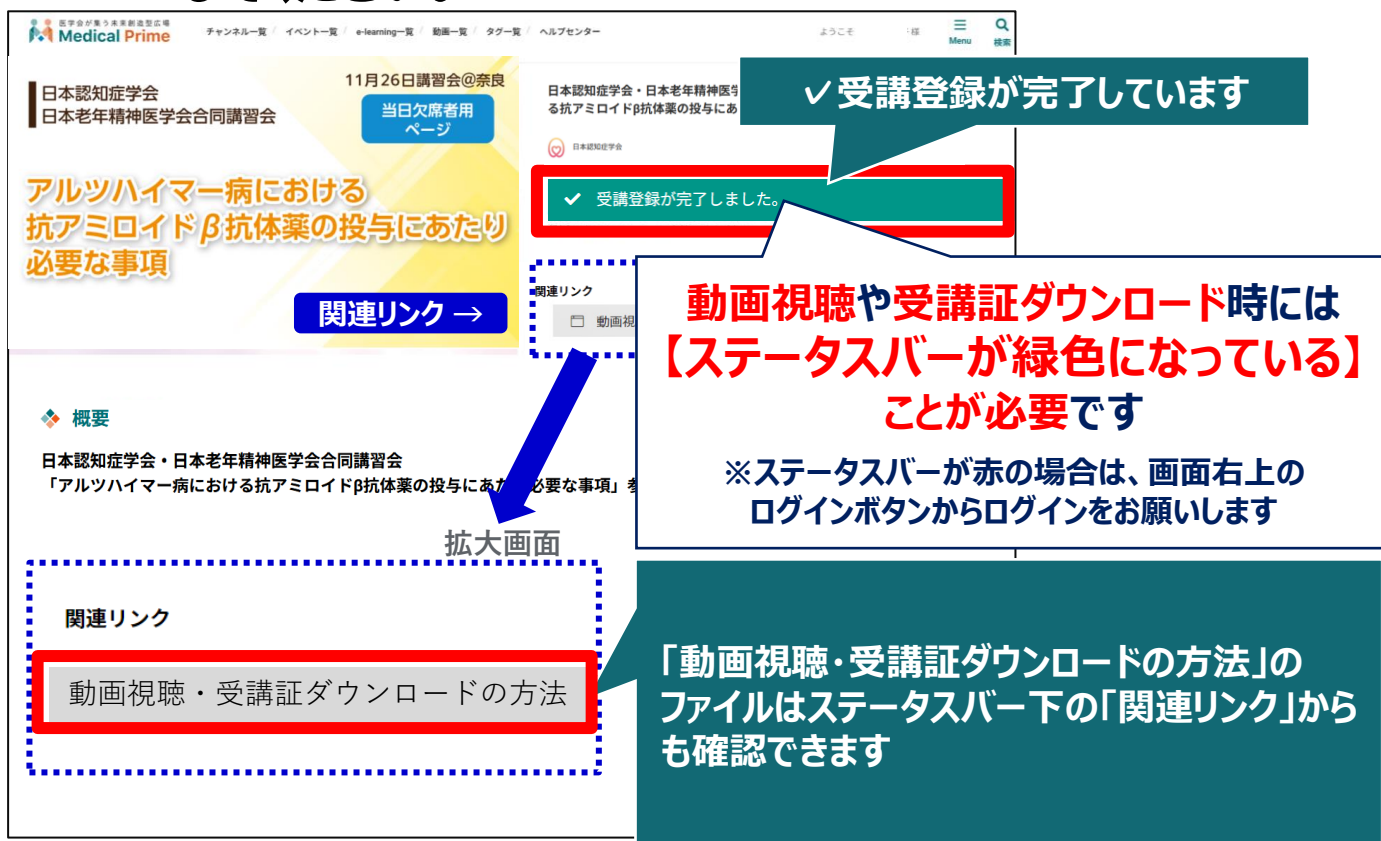 医学会が集う未来創造型広場
Medical Prime
チャンネル一覧 / イベント一覧 / e-learning一覧 / 動画一覧 / タグ一覧 / ヘルプセンター
ようこそ 様
Menu
検索
日本認知症学会
日本老年精神医学会合同講習会
11月26日講習会@奈良
当日欠席者用
ページ
アルツハイマー病における
抗アミロイドβ抗体薬の投与にあたり
必要な事項
関連リンク →
日本認知症学会・日本老年精神医学
る抗アミロイドβ抗体薬の投与にあ
日本認知症学会
✓受講登録が完了しています
✓ 受講登録が完了しました。
関連リンク
動画視
動画視聴や受講証ダウンロード時には
【ステータスバーが緑色になっている】
ことが必要です
※ステータスバーが赤の場合は、画面右上の
ログインボタンからログインをお願いします
概要
日本認知症学会・日本老年精神医学会合同講習会
「アルツハイマー病における抗アミロイドβ抗体薬の投与にあた 必要な事項」
拡大画面
関連リンク
動画視聴・受講証ダウンロードの方法
「動画視聴・受講証ダウンロードの方法」の
ファイルはステータスバー下の「関連リンク」から
も確認できます